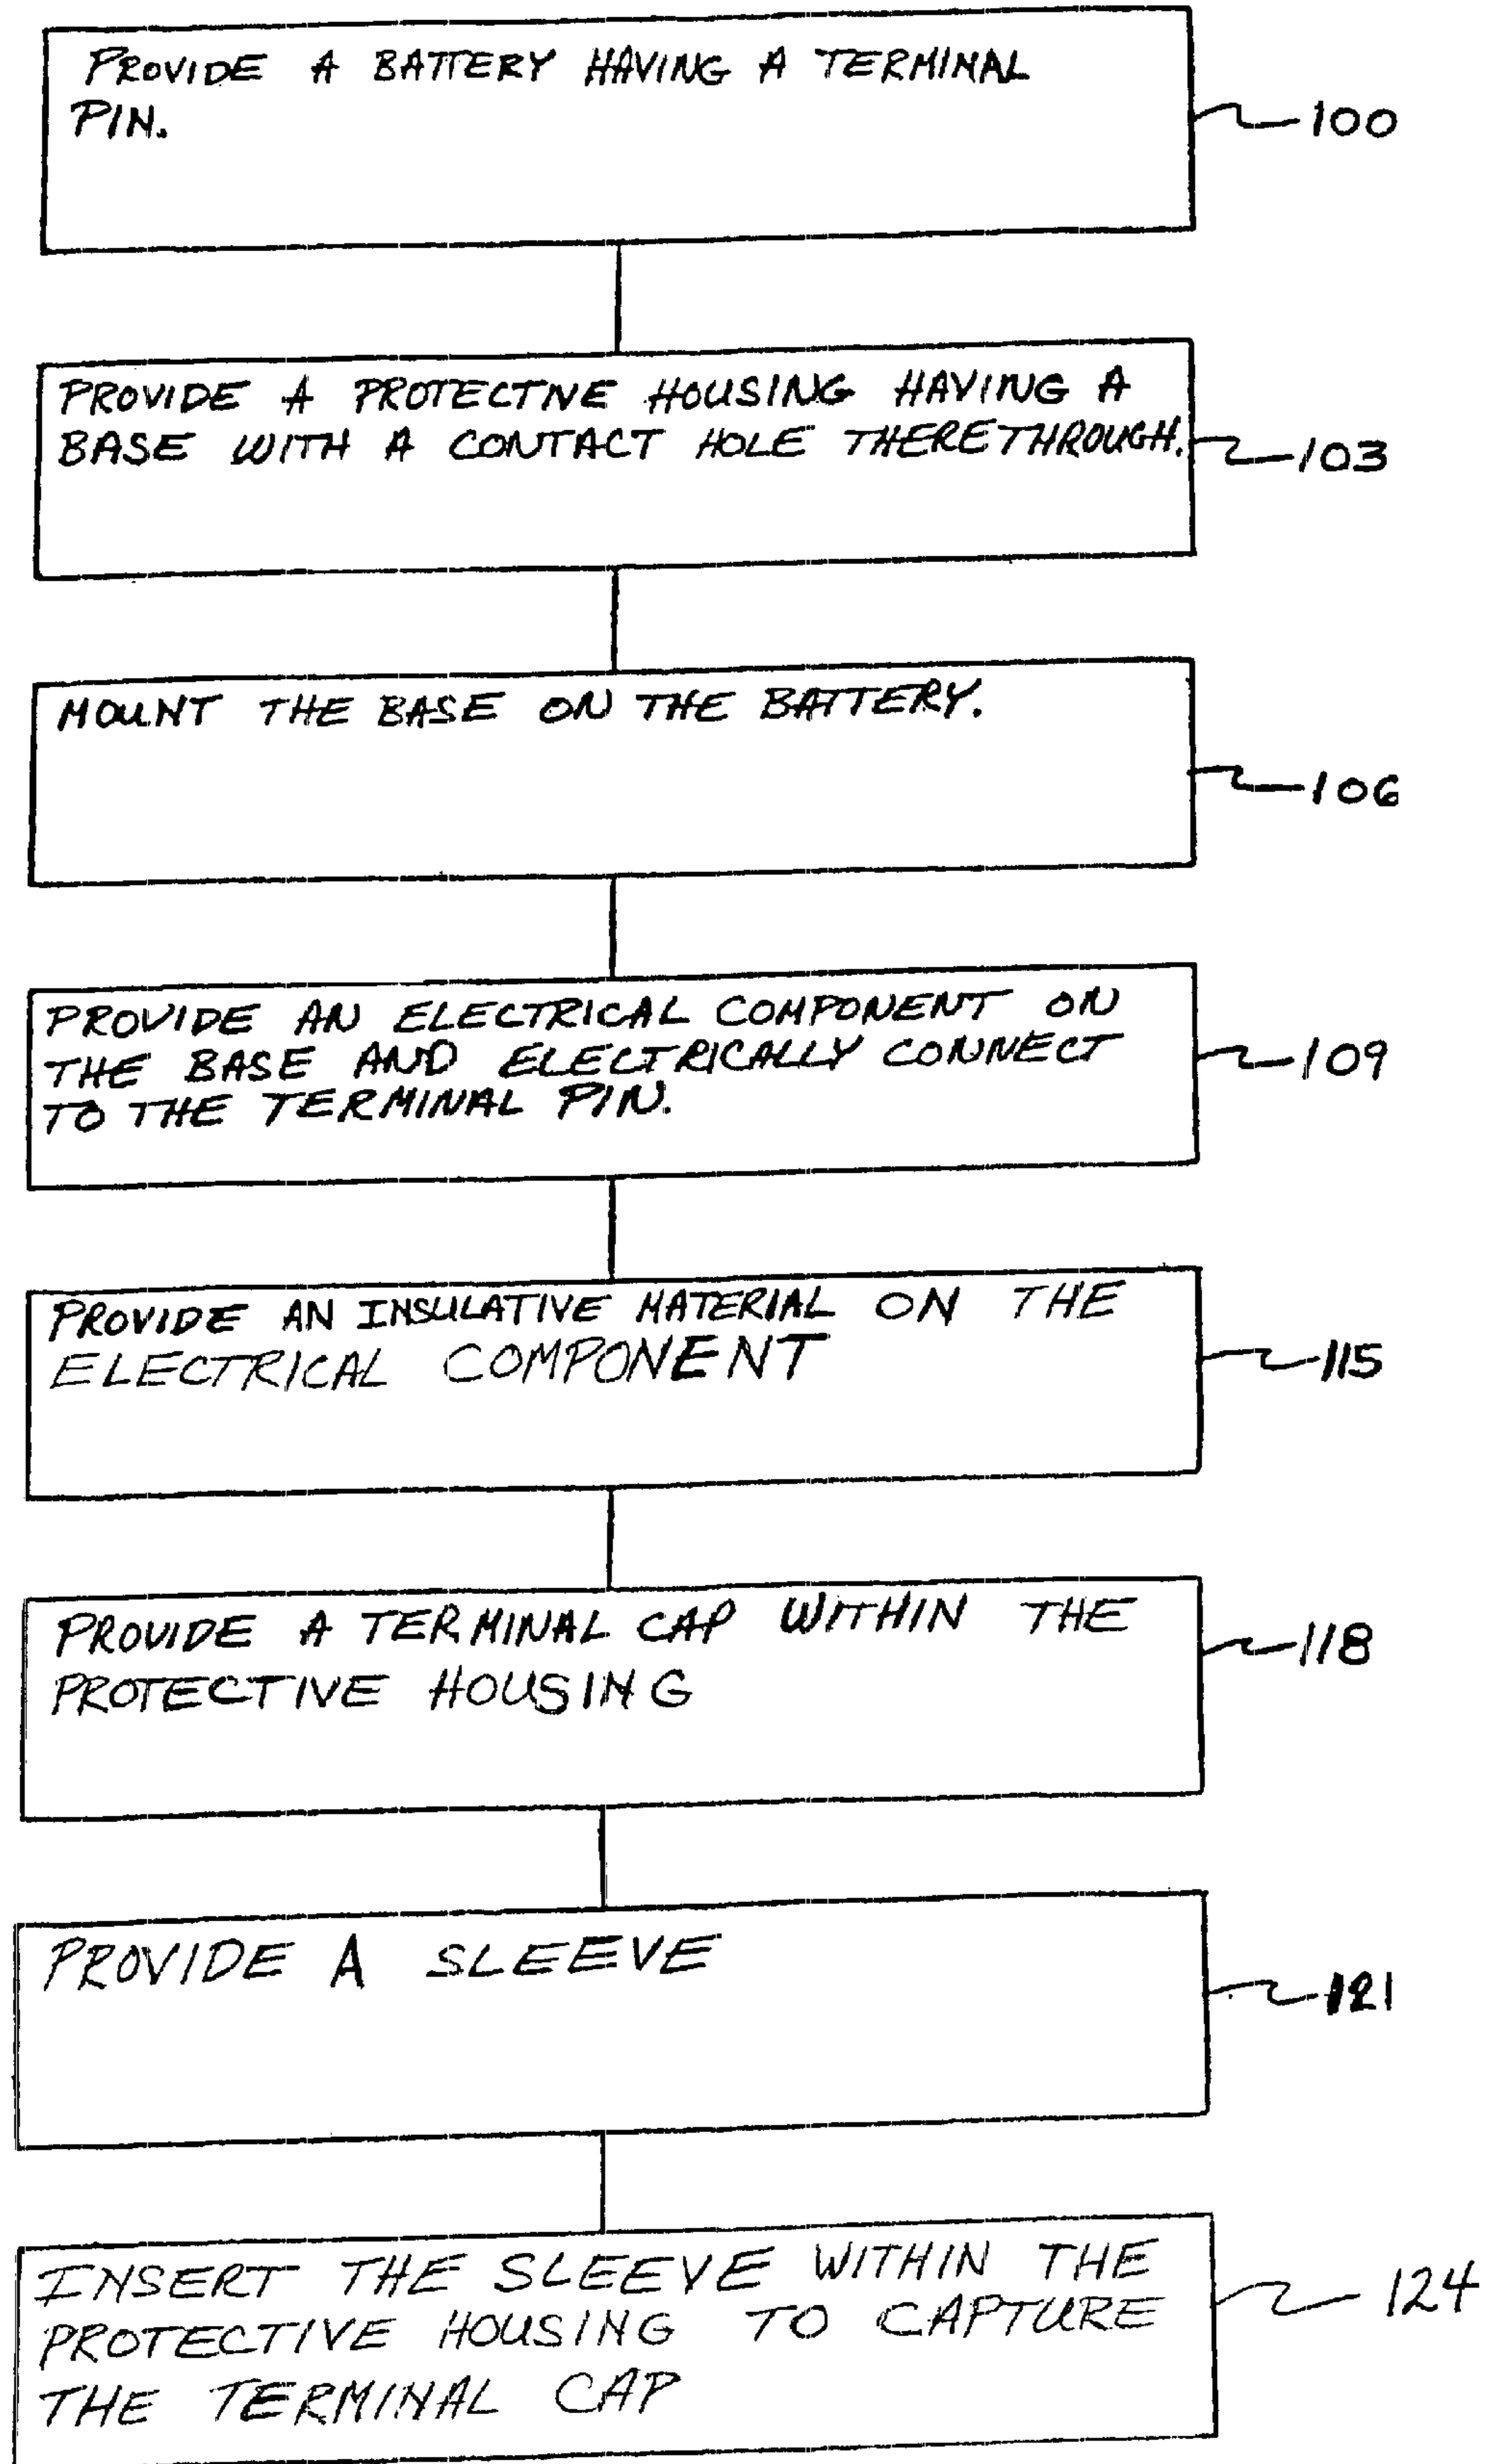 PROVIDE A BATTERY HAVING A TERMINAL
PIN.
100
PROVIDE A PROTECTIVE HOUSING HAVING A
BASE WITH A CONTACT HOLE THERETHROUGH.
103
MOUNT THE BASE ON THE BATTERY.
106
PROVIDE AN ELECTRICAL COMPONENT ON
THE BASE AND ELECTRICALLY CONNECT
TO THE TERMINAL PIN.
109
PROVIDE AN INSULATIVE MATERIAL ON THE
ELECTRICAL COMPONENT
115
PROVIDE A TERMINAL CAP WITHIN THE
PROTECTIVE HOUSING
118
PROVIDE A SLEEVE
121
INSERT THE SLEEVE WITHIN THE
PROTECTIVE HOUSING TO CAPTURE
THE TERMINAL CAP
124